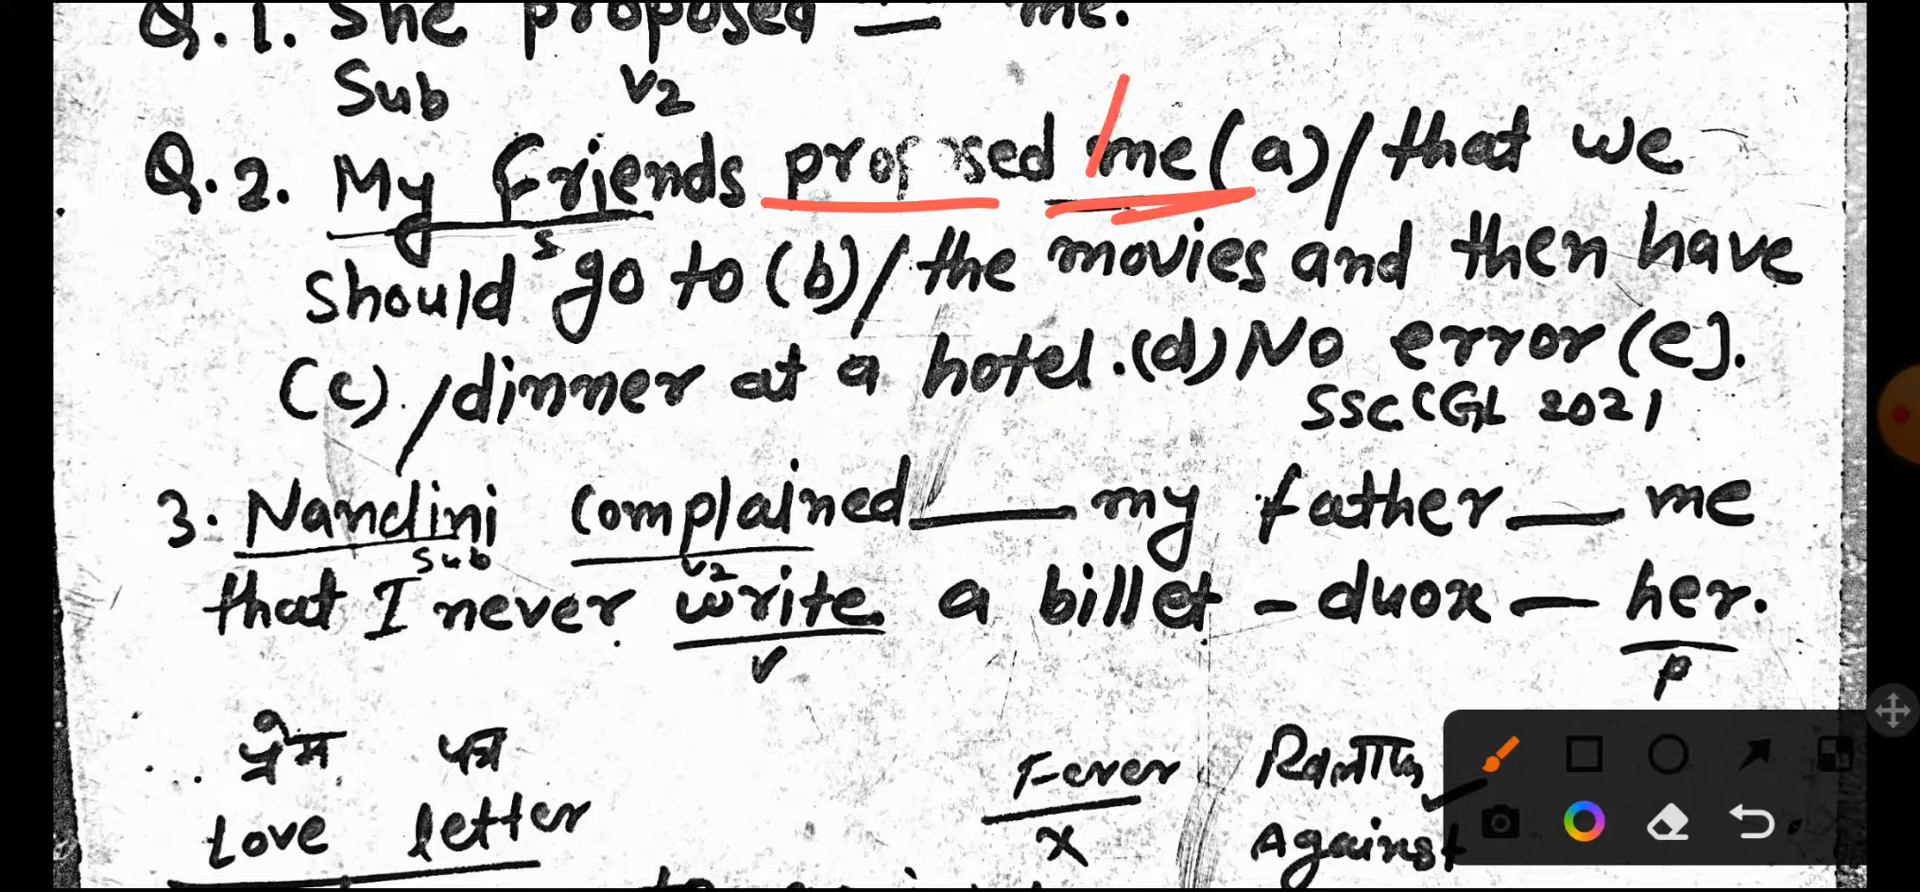 Q.1. She proposed — me.
Sub V2
Q.2. My friends proposed me (a)/ that we
S
should go to (b)/ the movies and then have
(c)./dinner at a hotel.(d) No error (e).
SSC CGL 2021
3. Nandini complained — my father — me
Sub V2
that I never write a billet - duox — her.
V P
प्रेम पत्र
Love letter
Fever
x
Against